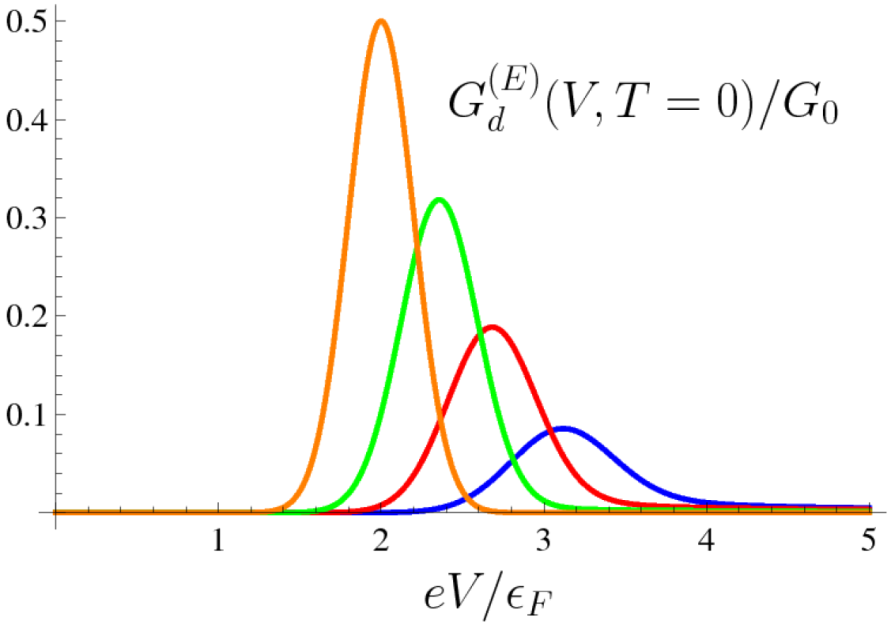 0.5
G_d^{(E)}(V, T = 0)/G_0
0.4
0.3
0.2
0.1
1 2 3 4 5
eV/ϵ_F